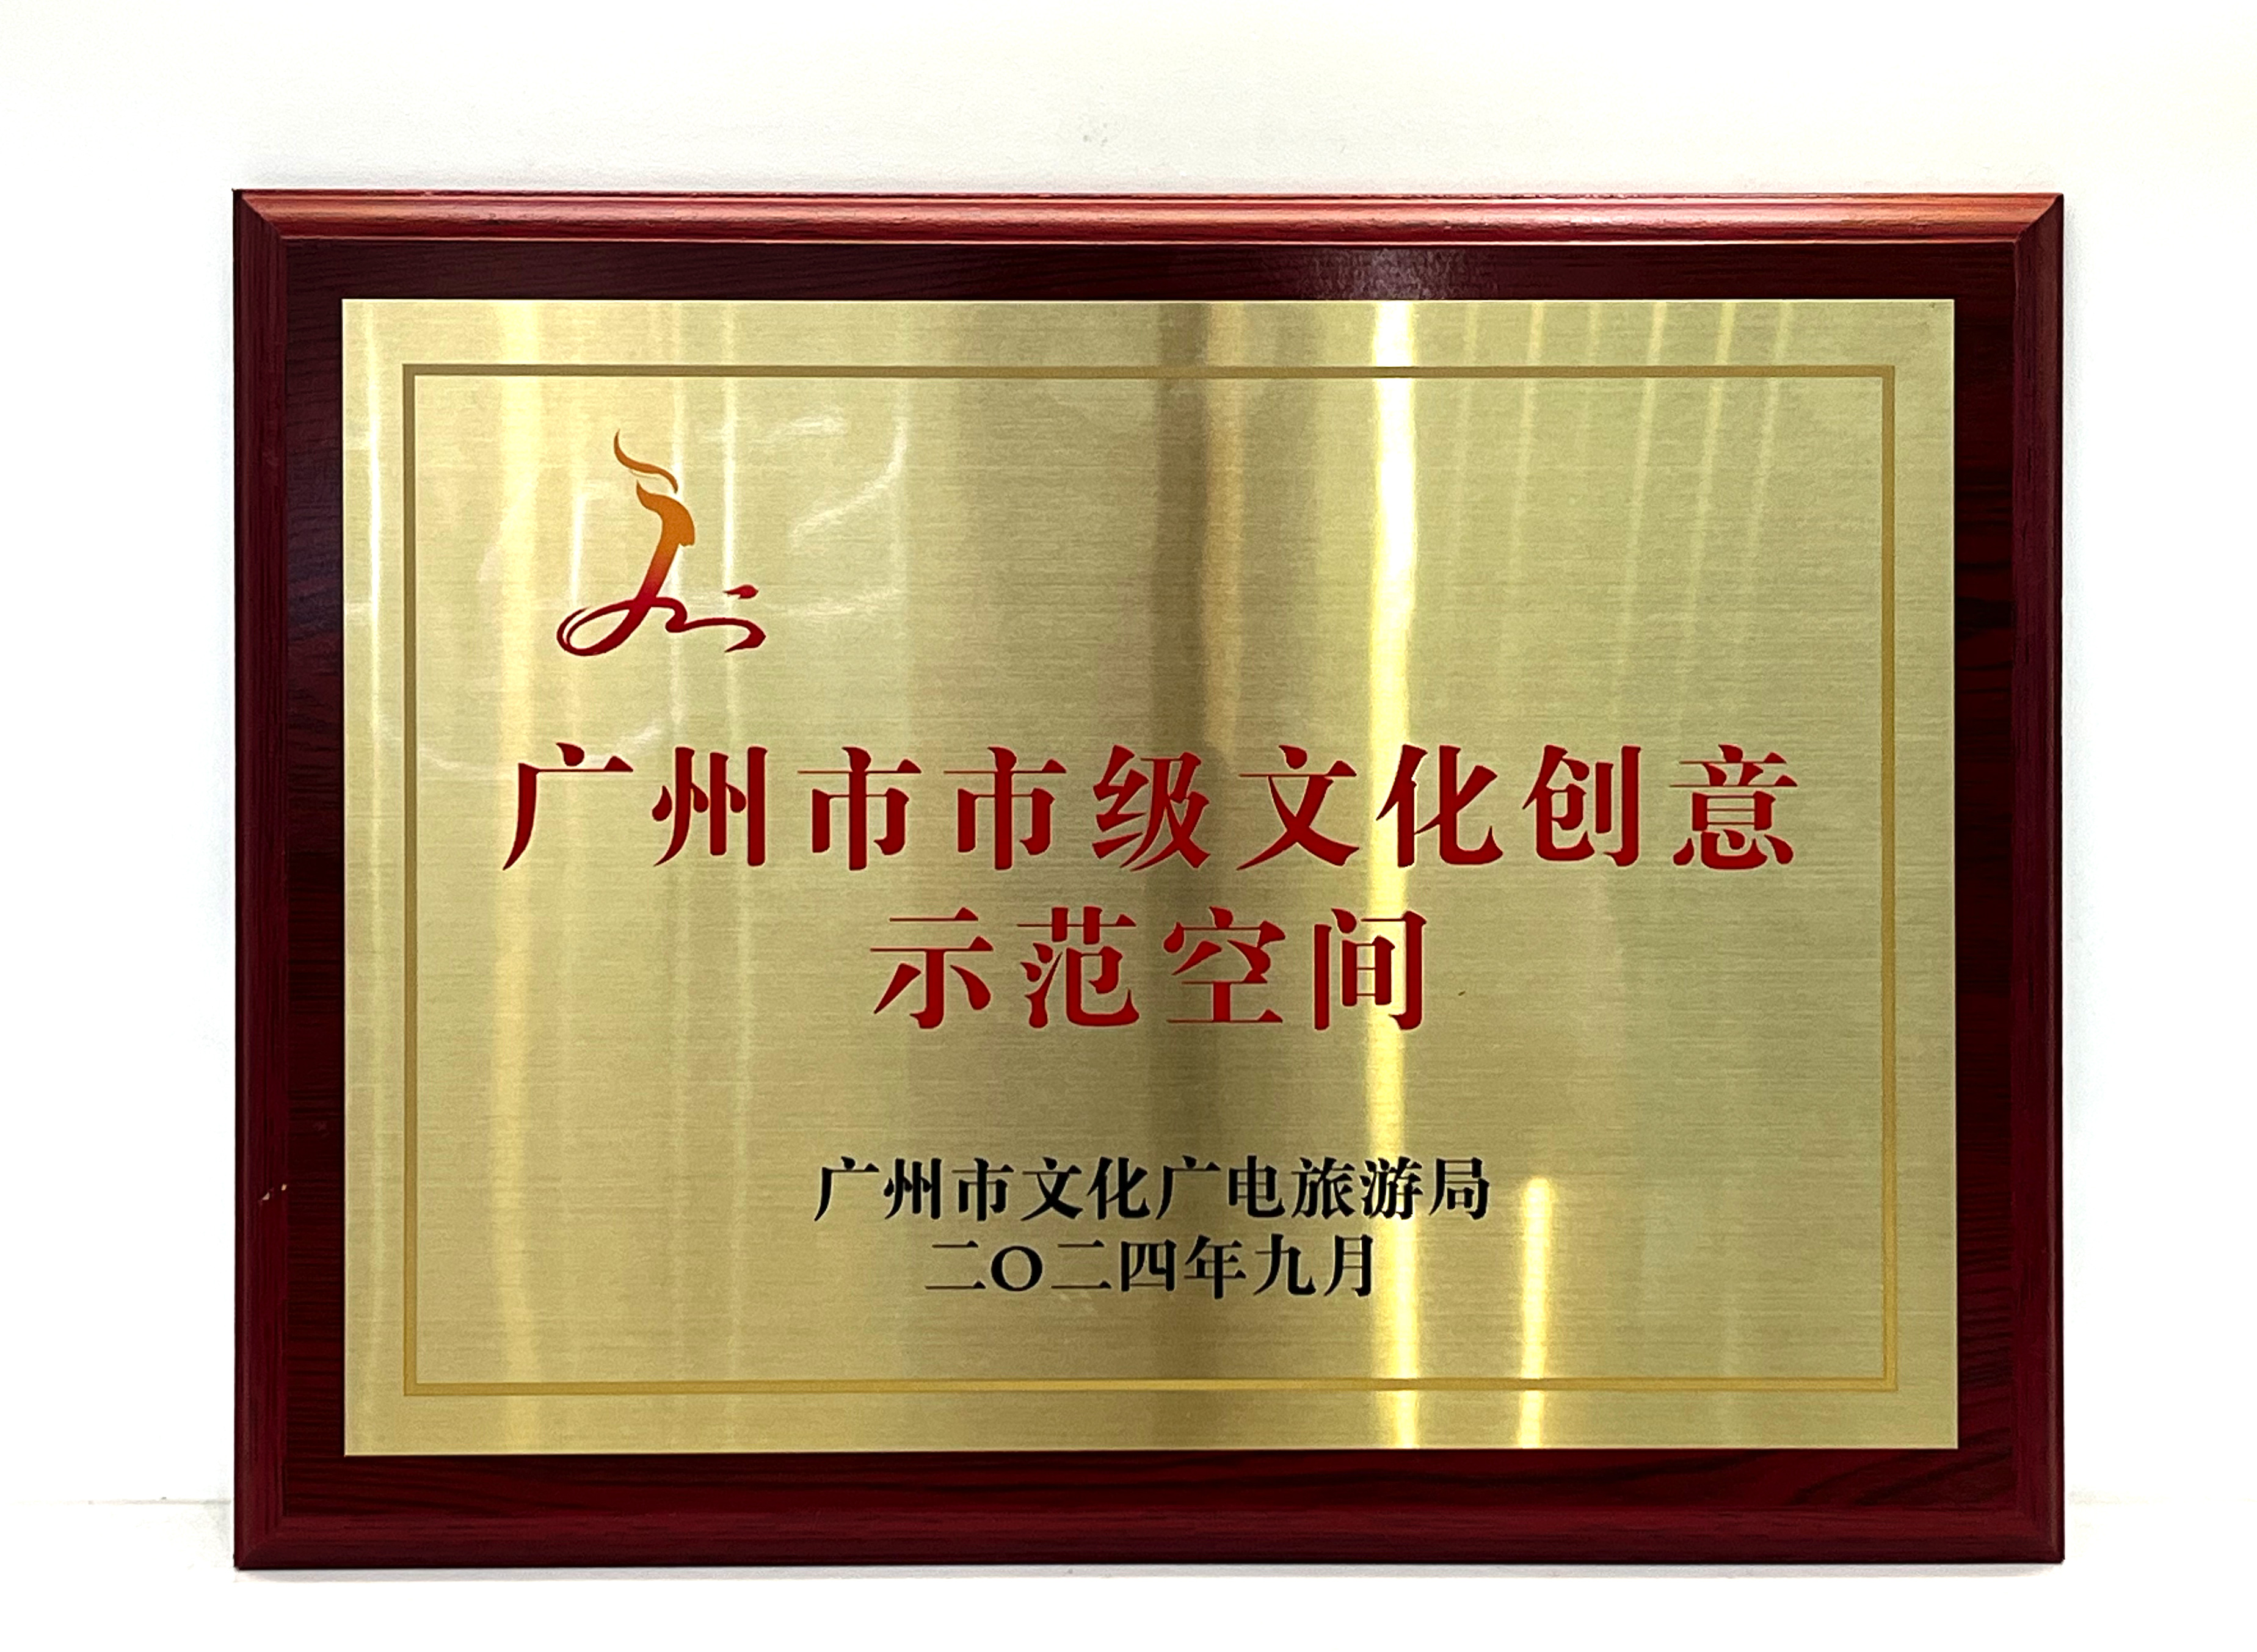 广州市市级文化创意
示范空间
广州市文化广电旅游局
二〇二四年九月